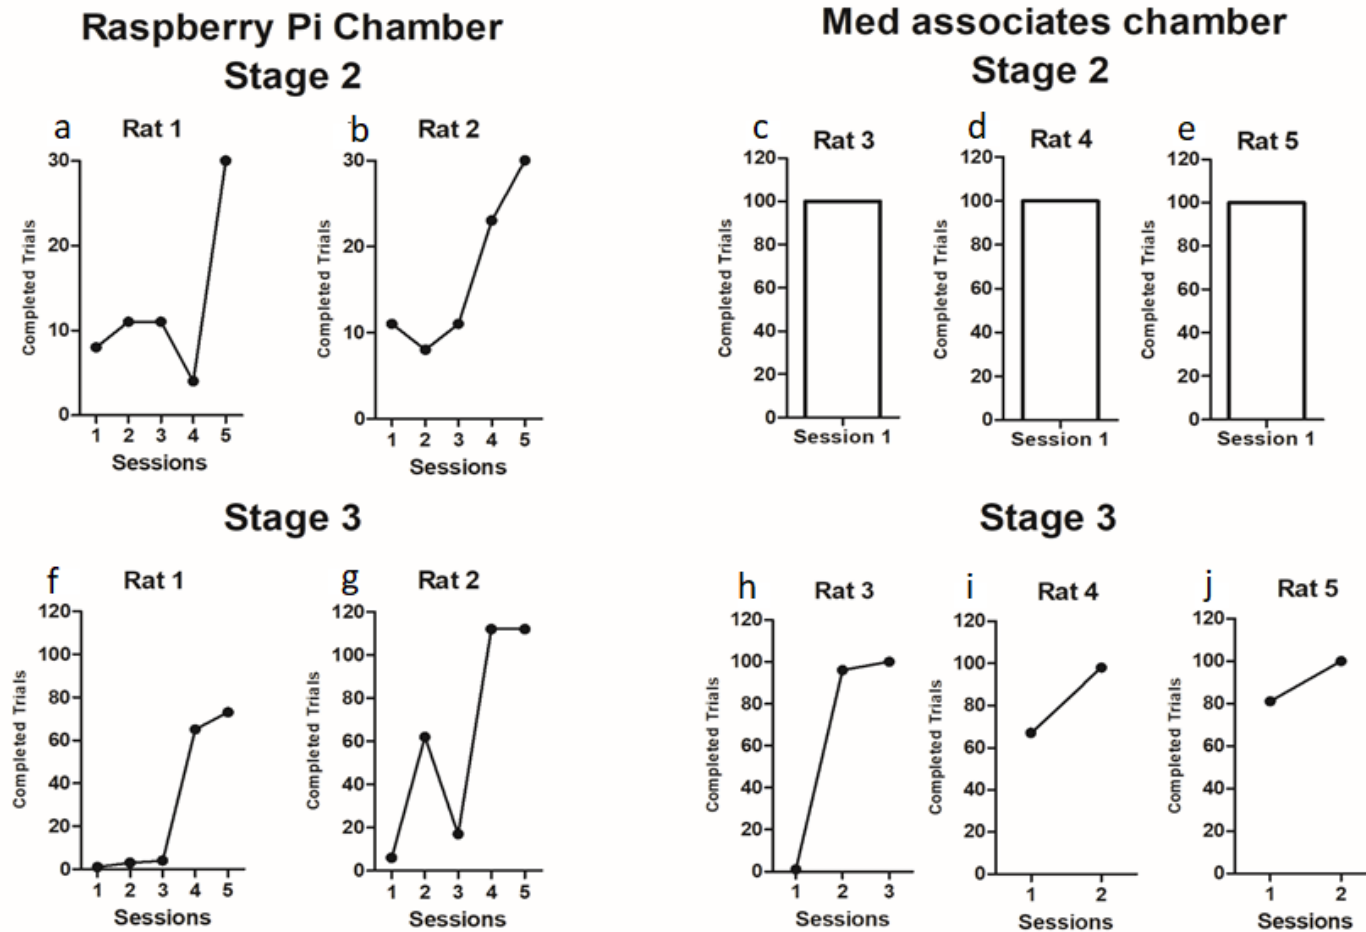 Raspberry Pi Chamber
Stage 2
a Rat 1
Completed Trials
30
20
10
0
1 2 3 4 5
Sessions
b Rat 2
Completed Trials
30
20
10
0
1 2 3 4 5
Sessions
Med associates chamber
Stage 2
c Rat 3
Completed Trials
120
100
80
60
40
20
0
Session 1
d Rat 4
Completed Trials
120
100
80
60
40
20
0
Session 1
e Rat 5
Completed Trials
120
100
80
60
40
20
0
Session 1
Stage 3
f Rat 1
Completed Trials
120
100
80
60
40
20
0
1 2 3 4 5
Sessions
g Rat 2
Completed Trials
120
100
80
60
40
20
0
1 2 3 4 5
Sessions
Stage 3
h Rat 3
Completed Trials
120
100
80
60
40
20
0
1 2 3
Sessions
i Rat 4
Completed Trials
120
100
80
60
40
20
0
1 2
Sessions
j Rat 5
Completed Trials
120
100
80
60
40
20
0
1 2
Sessions